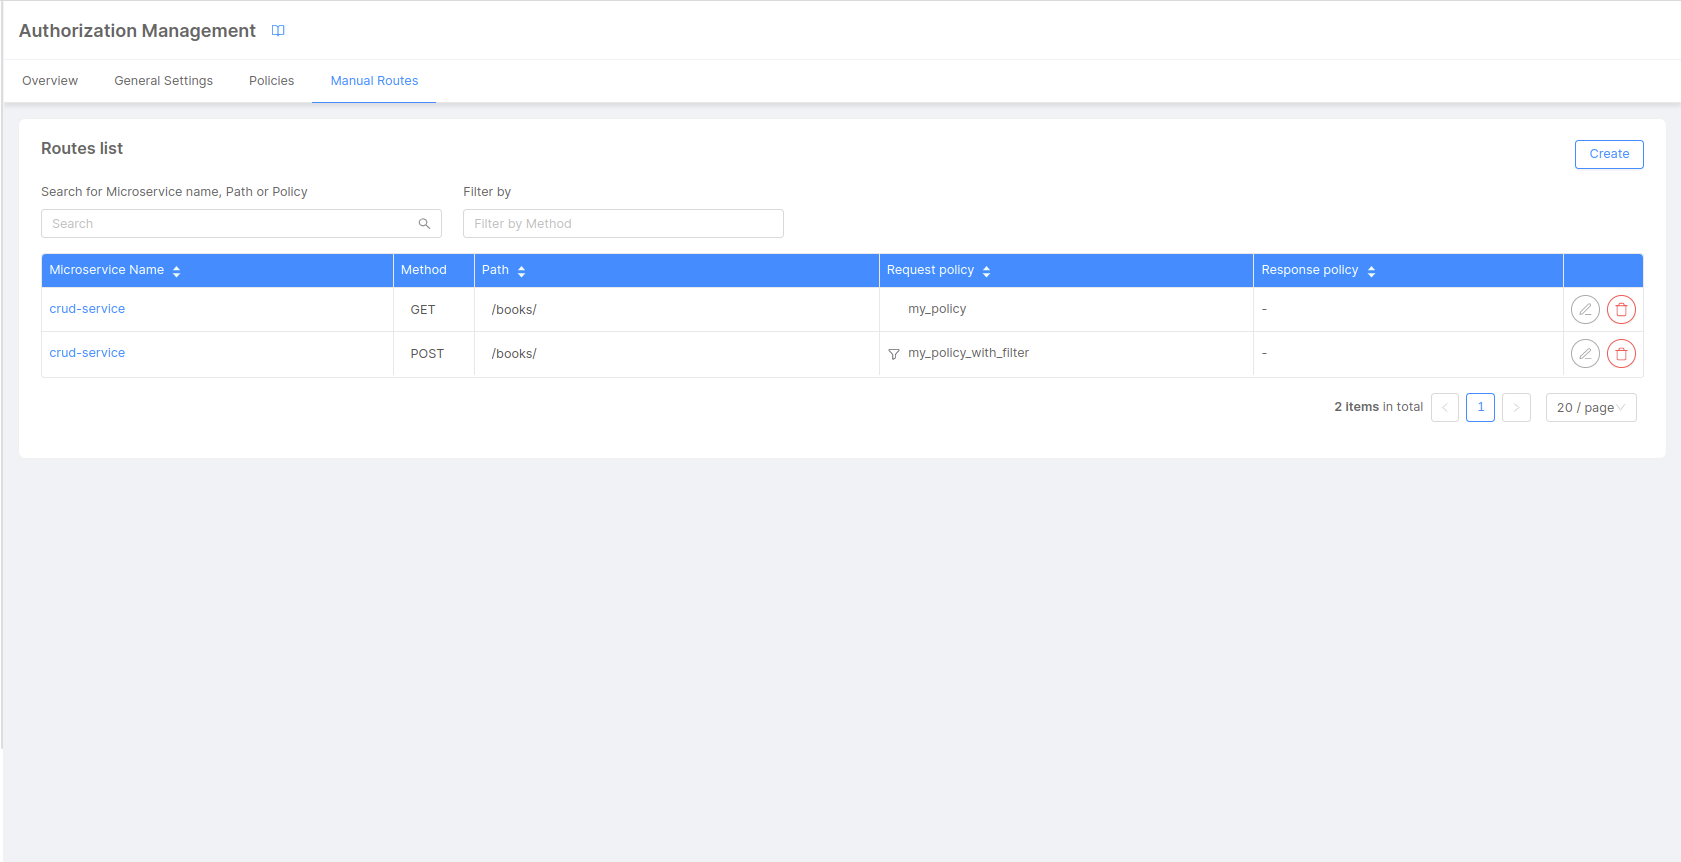 Authorization Management
Overview General Settings Policies Manual Routes
Routes list
Create
Search for Microservice name, Path or Policy Filter by
Search Filter by Method
Microservice Name Method Path Request policy Response policy
crud-service GET /books/ my_policy -
crud-service POST /books/ my_policy_with_filter -
2 items in total < 1 > 20 / page